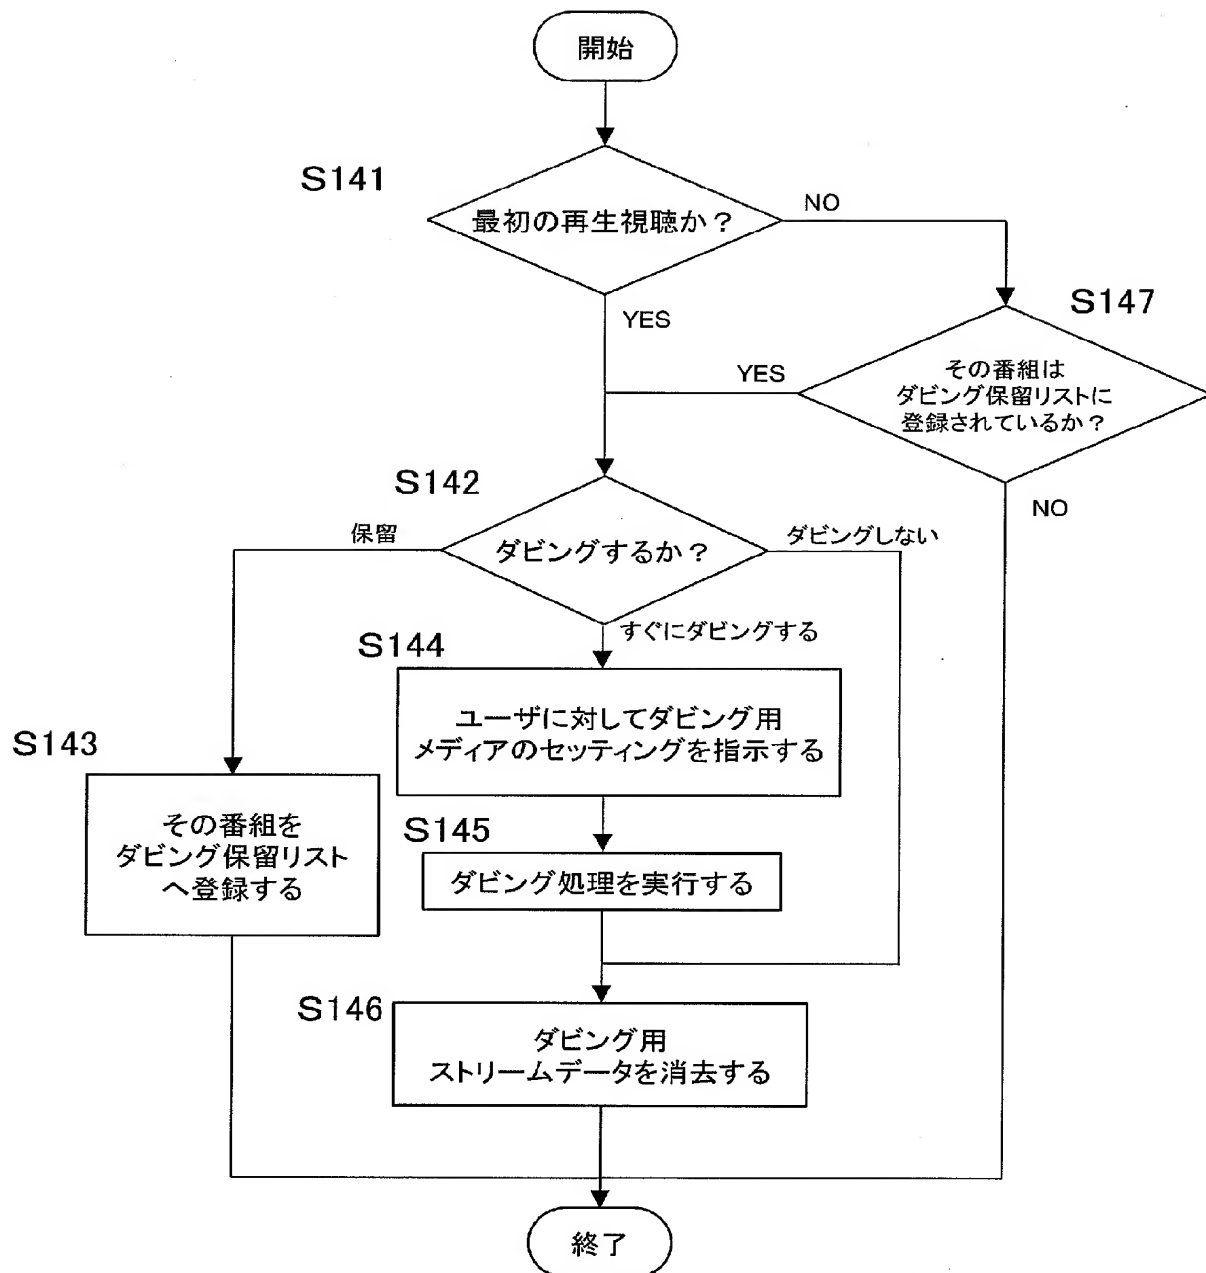 開始
S141
最初の再生視聴か？
NO
YES
S147
その番組は
ダビング保留リストに
登録されているか？
YES
NO
S142
ダビングするか？
保留
ダビングしない
すぐにダビングする
S144
ユーザに対してダビング用
メディアのセッティングを指示する
S143
その番組を
ダビング保留リスト
へ登録する
S145
ダビング処理を実行する
S146
ダビング用
ストリームデータを消去する
終了